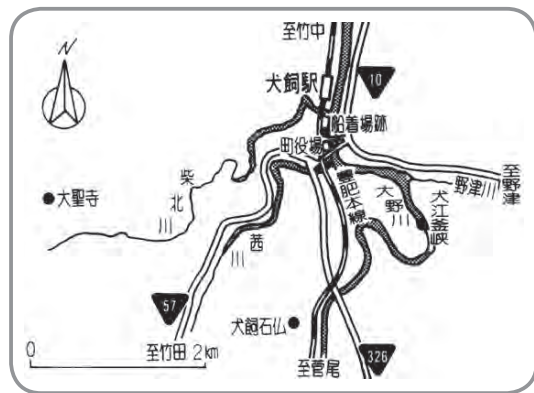 至竹中
N
犬飼駅
10
船着場跡
町役場
至野津
野津川
豊肥本線
大野川
犬江釜峡
柴北川
大聖寺
茜川
57
犬飼石仏
至竹田
0
2km
至菅尾
326